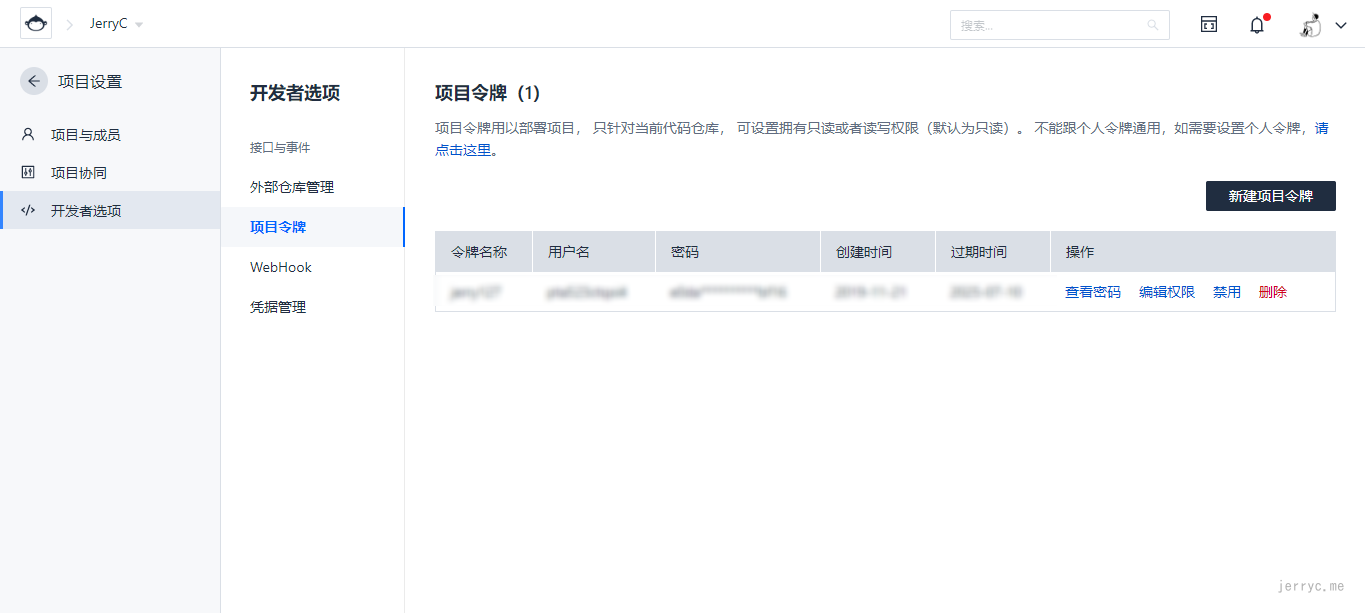 JerryC
搜索...
项目设置
项目与成员
项目协同
开发者选项
开发者选项
接口与事件
外部仓库管理
项目令牌
WebHook
凭据管理
项目令牌（1）
项目令牌用以部署项目， 只针对当前代码仓库， 可设置拥有只读或者读写权限（默认为只读）。 不能跟个人令牌通用，如需要设置个人令牌，请
点击这里。
新建项目令牌
令牌名称 用户名 密码 创建时间 过期时间 操作
查看密码 编辑权限 禁用 删除
jerryc.me